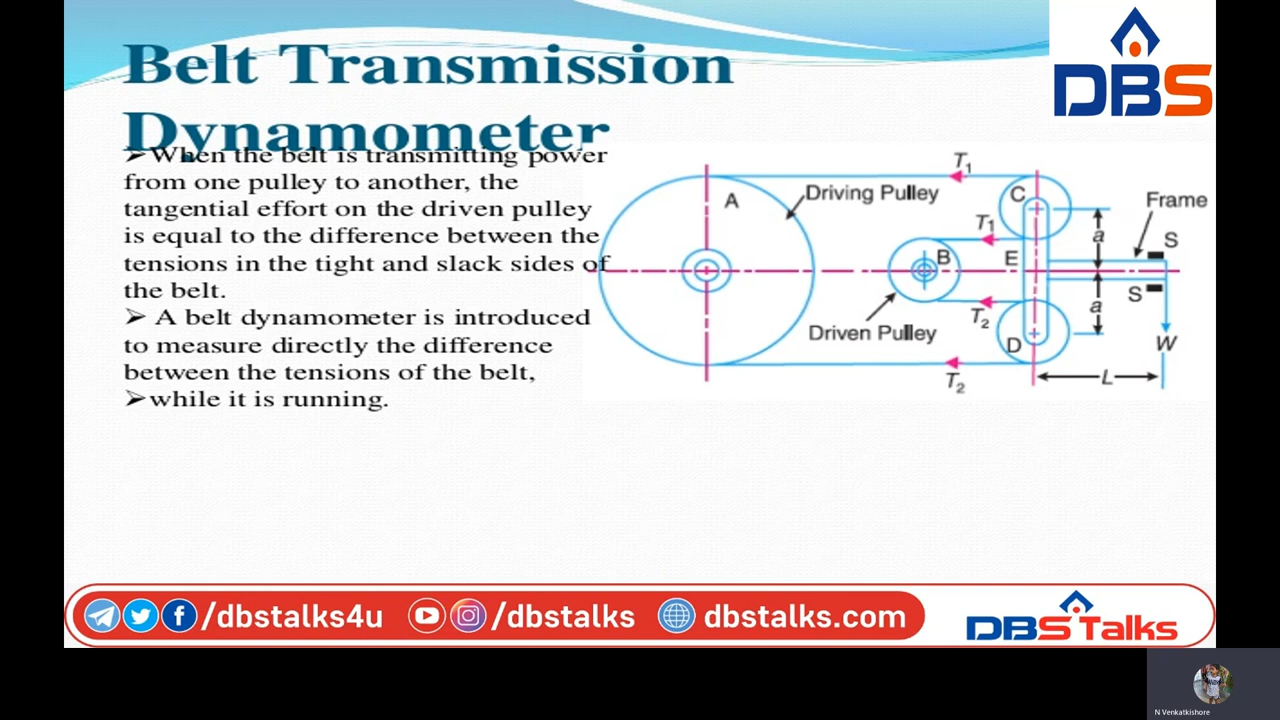 Belt Transmission
Dynamometer
➢When the belt is transmitting power
from one pulley to another, the
tangential effort on the driven pulley
is equal to the difference between the
tensions in the tight and slack sides of
the belt.
➢ A belt dynamometer is introduced
to measure directly the difference
between the tensions of the belt,
➢while it is running.
DBS
T1
A
Driving Pulley
C
Frame
T1
a
S
B
E
S
a
T2
Driven Pulley
D
W
T2
L
/dbstalks4u
/dbstalks
dbstalks.com
DBS Talks
N Venkatkishore